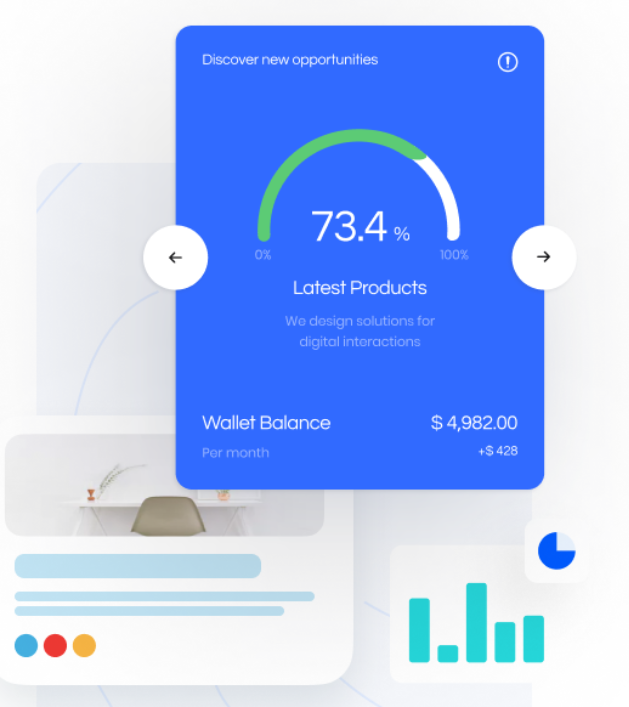 Discover new opportunities
73.4 %
0%
100%
Latest Products
We design solutions for
digital interactions
Wallet Balance
$ 4,982.00
Per month
+$ 428